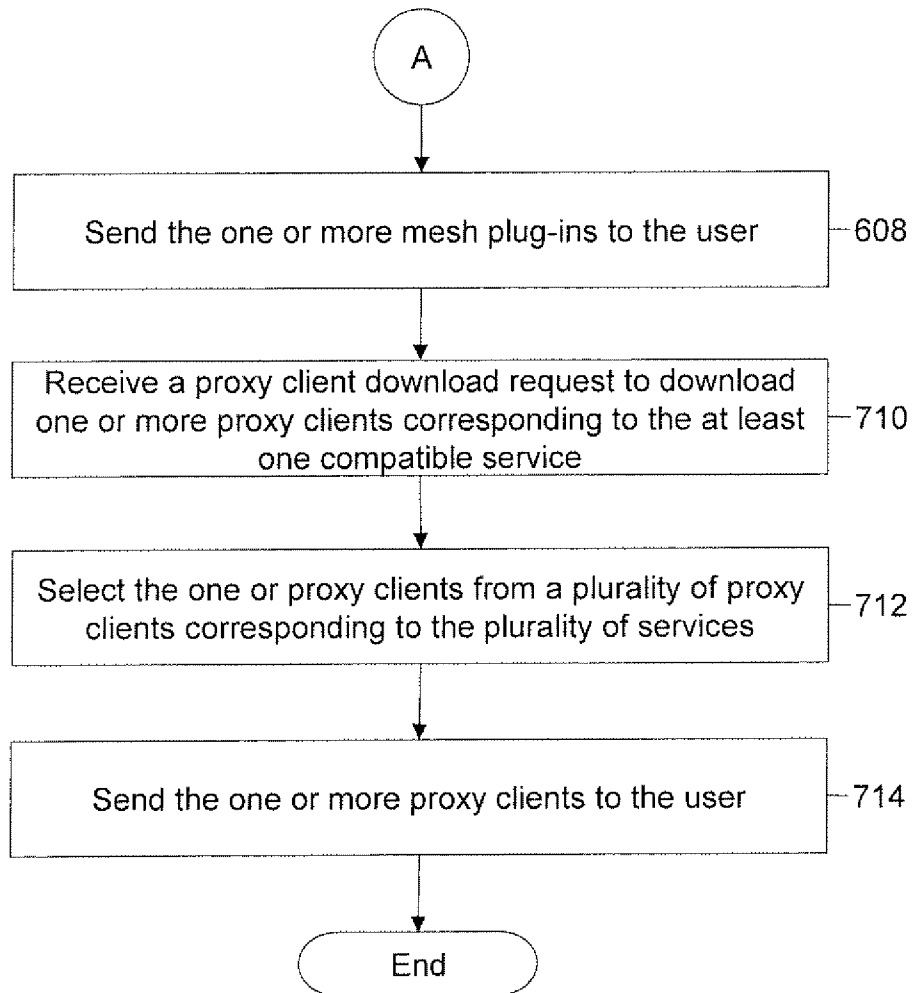 A
Send the one or more mesh plug-ins to the user
608
Receive a proxy client download request to download
one or more proxy clients corresponding to the at least
one compatible service
710
Select the one or proxy clients from a plurality of proxy
clients corresponding to the plurality of services
712
Send the one or more proxy clients to the user
714
End